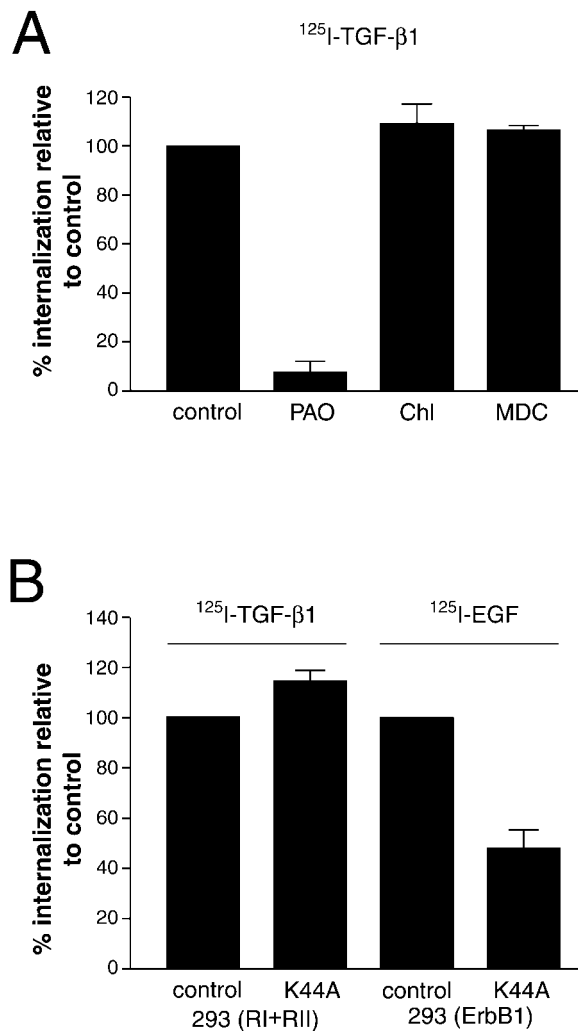 A
¹²⁵I-TGF-β1
% internalization relative
to control
120
100
80
60
40
20
0
control PAO Chl MDC
B
¹²⁵I-TGF-β1 ¹²⁵I-EGF
% internalization relative
to control
140
120
100
80
60
40
20
0
control K44A control K44A
293 (RI+RII) 293 (ErbB1)